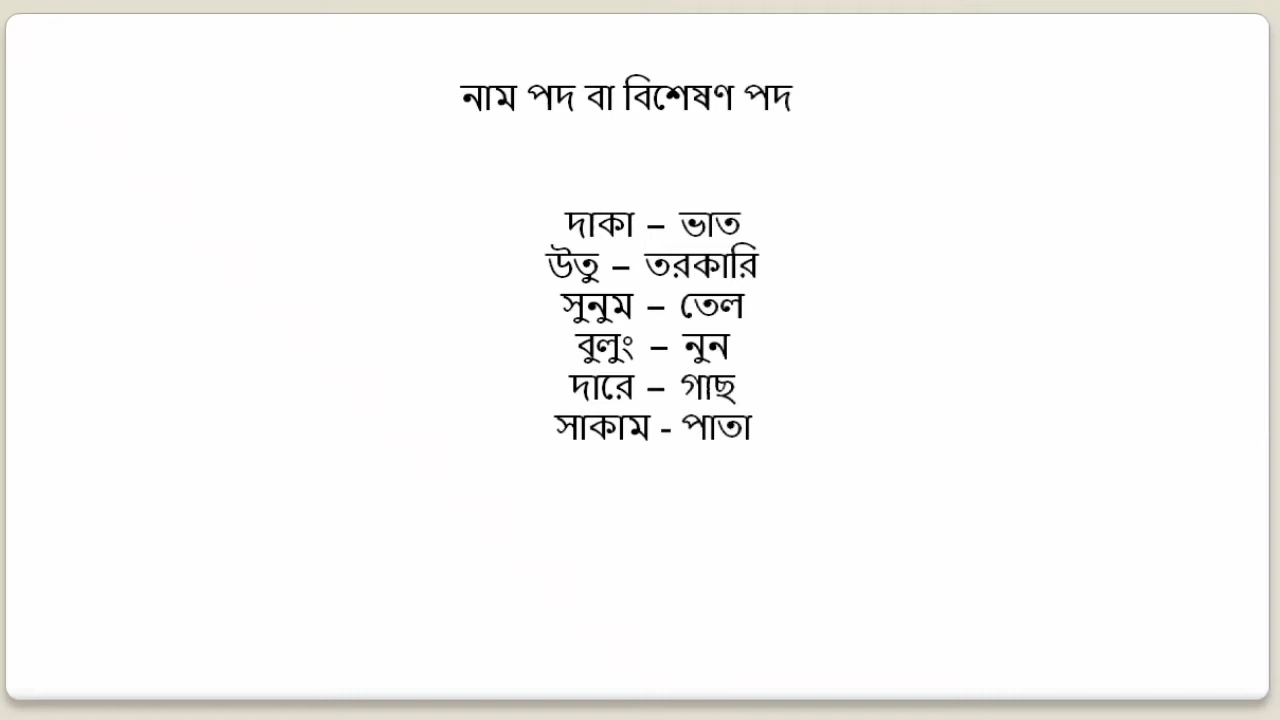 নাম পদ বা বিশেষণ পদ
দাকা – ভাত
উতু – তরকারি
সুনুম – তেল
বুলুং – নুন
দারে – গাছ
সাকাম - পাতা